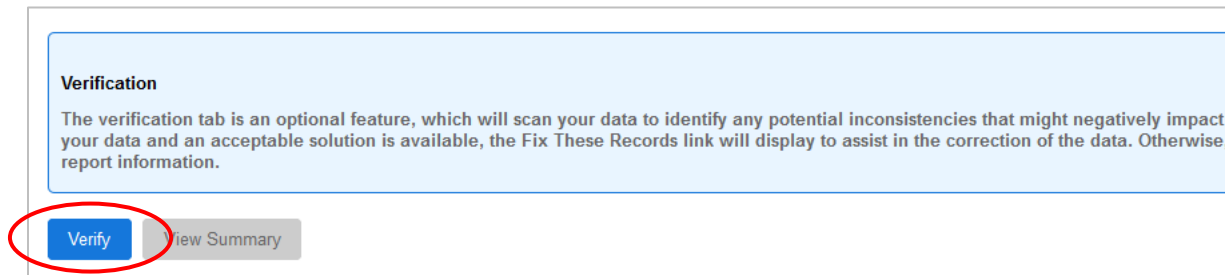 Verification
The verification tab is an optional feature, which will scan your data to identify any potential inconsistencies that might negatively impact
your data and an acceptable solution is available, the Fix These Records link will display to assist in the correction of the data. Otherwise,
report information.
Verify View Summary